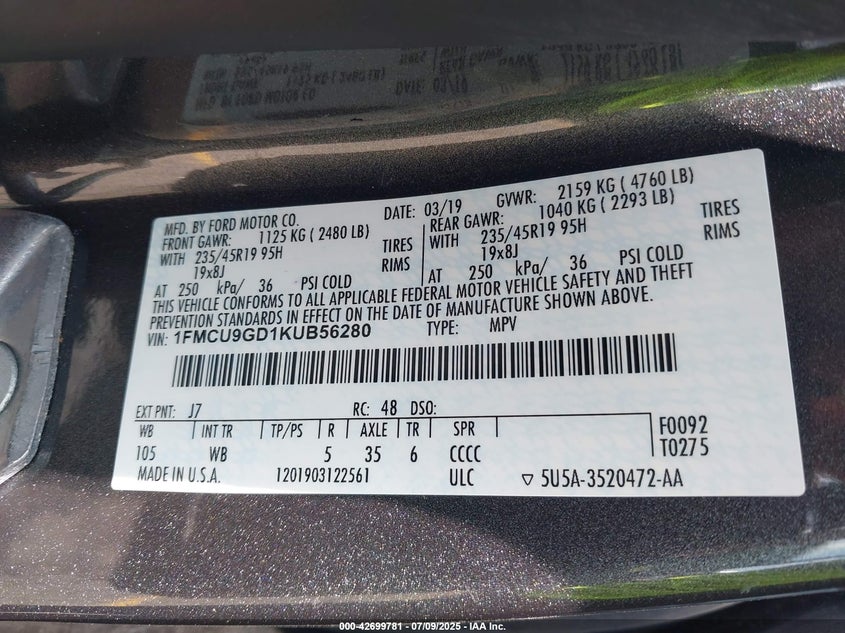 MFD. BY FORD MOTOR CO.
DATE: 03/19 GVWR: 2159 KG ( 4760 LB)
FRONT GAWR: 1125 KG ( 2480 LB)
REAR GAWR: 1040 KG ( 2293 LB)
WITH 235/45R19 95H TIRES
WITH 235/45R19 95H TIRES
19x8J RIMS
19x8J RIMS
AT 250 kPa/ 36 PSI COLD
AT 250 kPa/ 36 PSI COLD
THIS VEHICLE CONFORMS TO ALL APPLICABLE FEDERAL MOTOR VEHICLE SAFETY AND THEFT
PREVENTION STANDARDS IN EFFECT ON THE DATE OF MANUFACTURE SHOWN ABOVE.
VIN: 1FMCU9GD1KUB56280 TYPE: MPV
EXT PNT: J7 RC: 48 DSO:
WB INT TR TP/PS R AXLE TR SPR F0092
105 WB 5 35 6 CCCC T0275
MADE IN U.S.A. 1201903122561 ULC ▽ 5U5A-3520472-AA
000-42699781 - 07/09/2025 - IAA Inc.